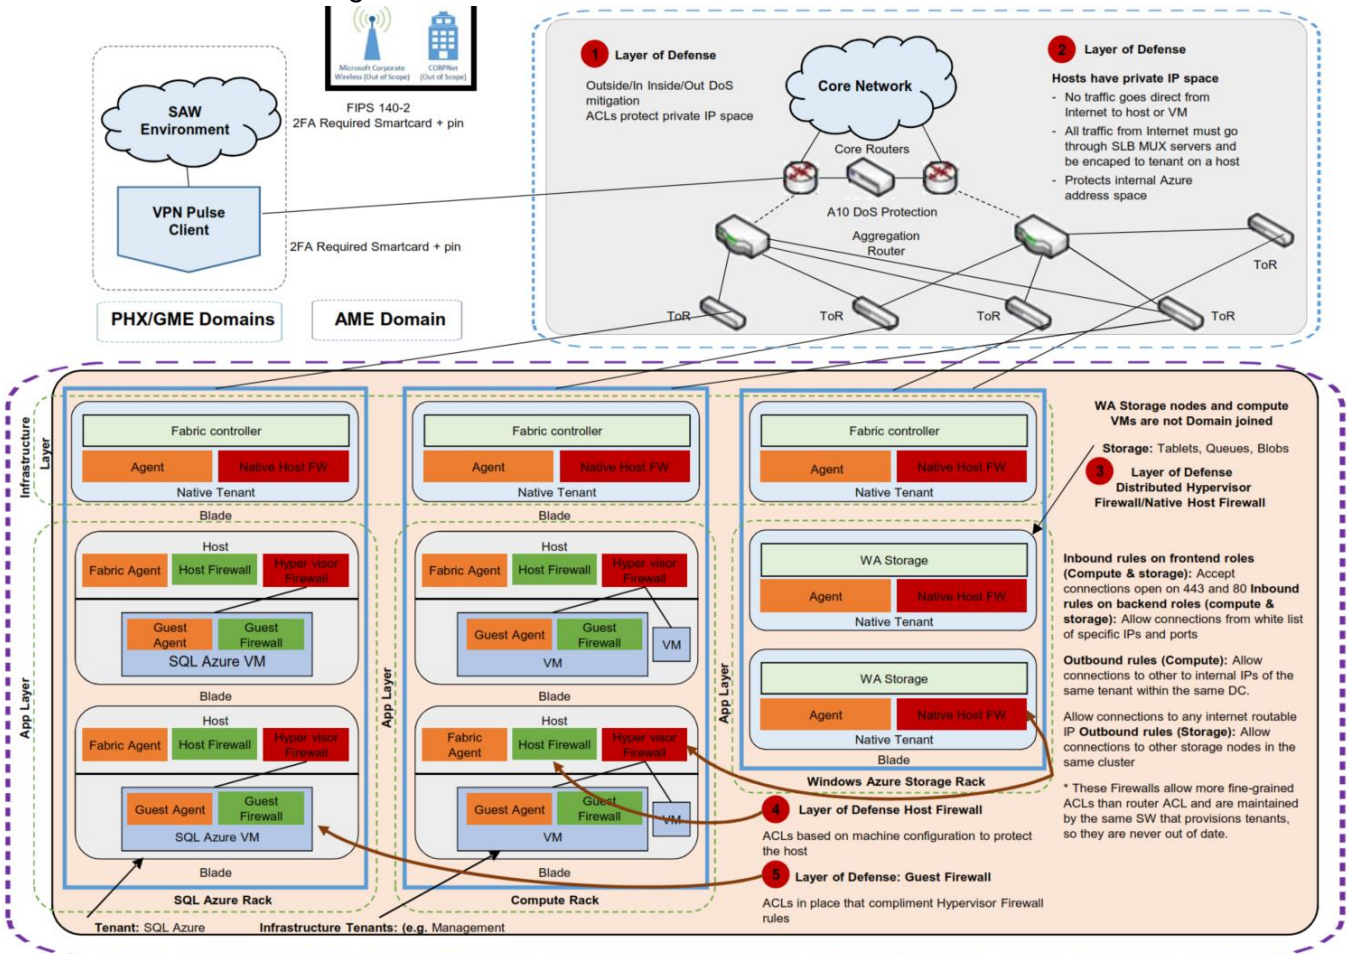 Microsoft Corporate
Wireless (Out of Scope)
CORPNet
(Out of Scope)
SAW
Environment
FIPS 140-2
2FA Required Smartcard + pin
VPN Pulse
Client
2FA Required Smartcard + pin
PHX/GME Domains
AME Domain
1
Layer of Defense
Outside/In Inside/Out DoS
mitigation
ACLs protect private IP space
Core Network
Core Routers
A10 DoS Protection
Aggregation
Router
2
Layer of Defense
Hosts have private IP space
- No traffic goes direct from
Internet to host or VM
- All traffic from Internet must go
through SLB MUX servers and
be encaped to tenant on a host
- Protects internal Azure
address space
ToR
ToR
ToR
ToR
ToR
Infrastructure
Layer
Fabric controller
Agent
Native Host FW
Native Tenant
Blade
Fabric controller
Agent
Native Host FW
Native Tenant
Blade
Fabric controller
Agent
Native Host FW
Native Tenant
App Layer
Host
Fabric Agent
Host Firewall
Hyper visor
Firewall
Guest
Agent
Guest
Firewall
SQL Azure VM
Blade
Host
Fabric Agent
Host Firewall
Hyper visor
Firewall
Guest Agent
Guest
Firewall
SQL Azure VM
Blade
SQL Azure Rack
Tenant: SQL Azure
App Layer
Host
Fabric Agent
Host Firewall
Hyper visor
Firewall
Guest Agent
Guest
Firewall
VM
VM
Blade
Host
Fabric
Agent
Host Firewall
Hyper visor
Firewall
Guest Agent
Guest
Firewall
VM
VM
Blade
Compute Rack
Infrastructure Tenants: (e.g. Management
App Layer
WA Storage
Agent
Native Host FW
Native Tenant
WA Storage
Agent
Native Host FW
Native Tenant
Blade
Windows Azure Storage Rack
WA Storage nodes and compute
VMs are not Domain joined
Storage: Tablets, Queues, Blobs
3
Layer of Defense
Distributed Hypervisor
Firewall/Native Host Firewall
Inbound rules on frontend roles
(Compute & storage): Accept
connections open on 443 and 80 Inbound
rules on backend roles (compute &
storage): Allow connections from white list
of specific IPs and ports
Outbound rules (Compute): Allow
connections to other to internal IPs of the
same tenant within the same DC.
Allow connections to any internet routable
IP Outbound rules (Storage): Allow
connections to other storage nodes in the
same cluster
* These Firewalls allow more fine-grained
ACLs than router ACL and are maintained
by the same SW that provisions tenants,
so they are never out of date.
4
Layer of Defense Host Firewall
ACLs based on machine configuration to protect
the host
5
Layer of Defense: Guest Firewall
ACLs in place that compliment Hypervisor Firewall
rules